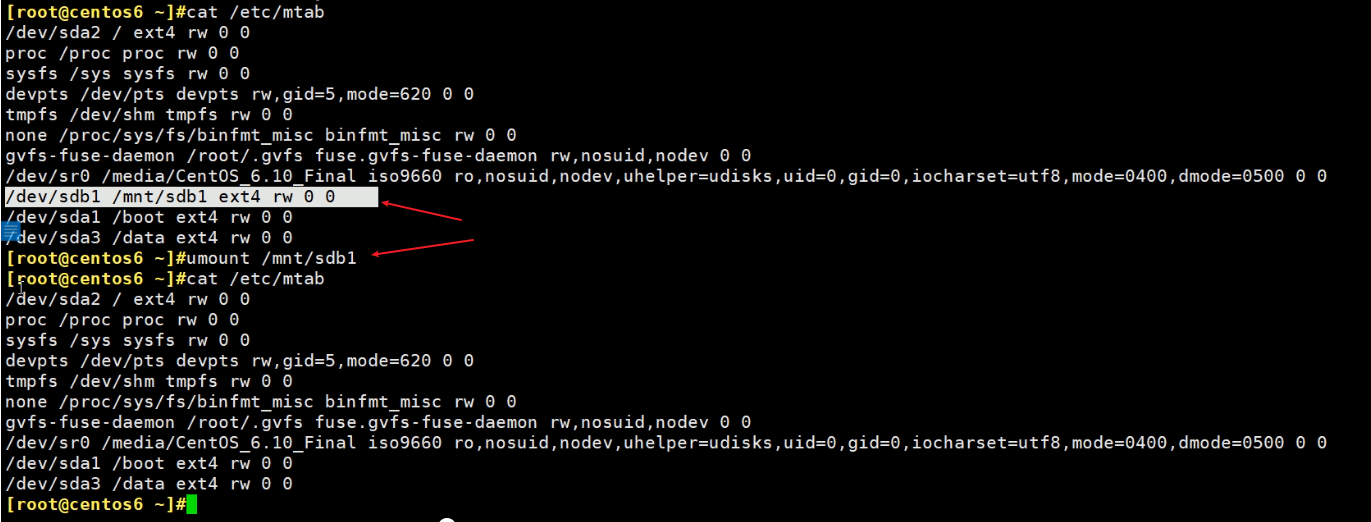 [root@centos6 ~]#cat /etc/mtab
/dev/sda2 / ext4 rw 0 0
proc /proc proc rw 0 0
sysfs /sys sysfs rw 0 0
devpts /dev/pts devpts rw,gid=5,mode=620 0 0
tmpfs /dev/shm tmpfs rw 0 0
none /proc/sys/fs/binfmt_misc binfmt_misc rw 0 0
gvfs-fuse-daemon /root/.gvfs fuse.gvfs-fuse-daemon rw,nosuid,nodev 0 0
/dev/sr0 /media/CentOS_6.10_Final iso9660 ro,nosuid,nodev,uhelper=udisks,uid=0,gid=0,iocharset=utf8,mode=0400,dmode=0500 0 0
/dev/sdb1 /mnt/sdb1 ext4 rw 0 0
/dev/sda1 /boot ext4 rw 0 0
/dev/sda3 /data ext4 rw 0 0
[root@centos6 ~]#umount /mnt/sdb1
[root@centos6 ~]#cat /etc/mtab
/dev/sda2 / ext4 rw 0 0
proc /proc proc rw 0 0
sysfs /sys sysfs rw 0 0
devpts /dev/pts devpts rw,gid=5,mode=620 0 0
tmpfs /dev/shm tmpfs rw 0 0
none /proc/sys/fs/binfmt_misc binfmt_misc rw 0 0
gvfs-fuse-daemon /root/.gvfs fuse.gvfs-fuse-daemon rw,nosuid,nodev 0 0
/dev/sr0 /media/CentOS_6.10_Final iso9660 ro,nosuid,nodev,uhelper=udisks,uid=0,gid=0,iocharset=utf8,mode=0400,dmode=0500 0 0
/dev/sda1 /boot ext4 rw 0 0
/dev/sda3 /data ext4 rw 0 0
[root@centos6 ~]#